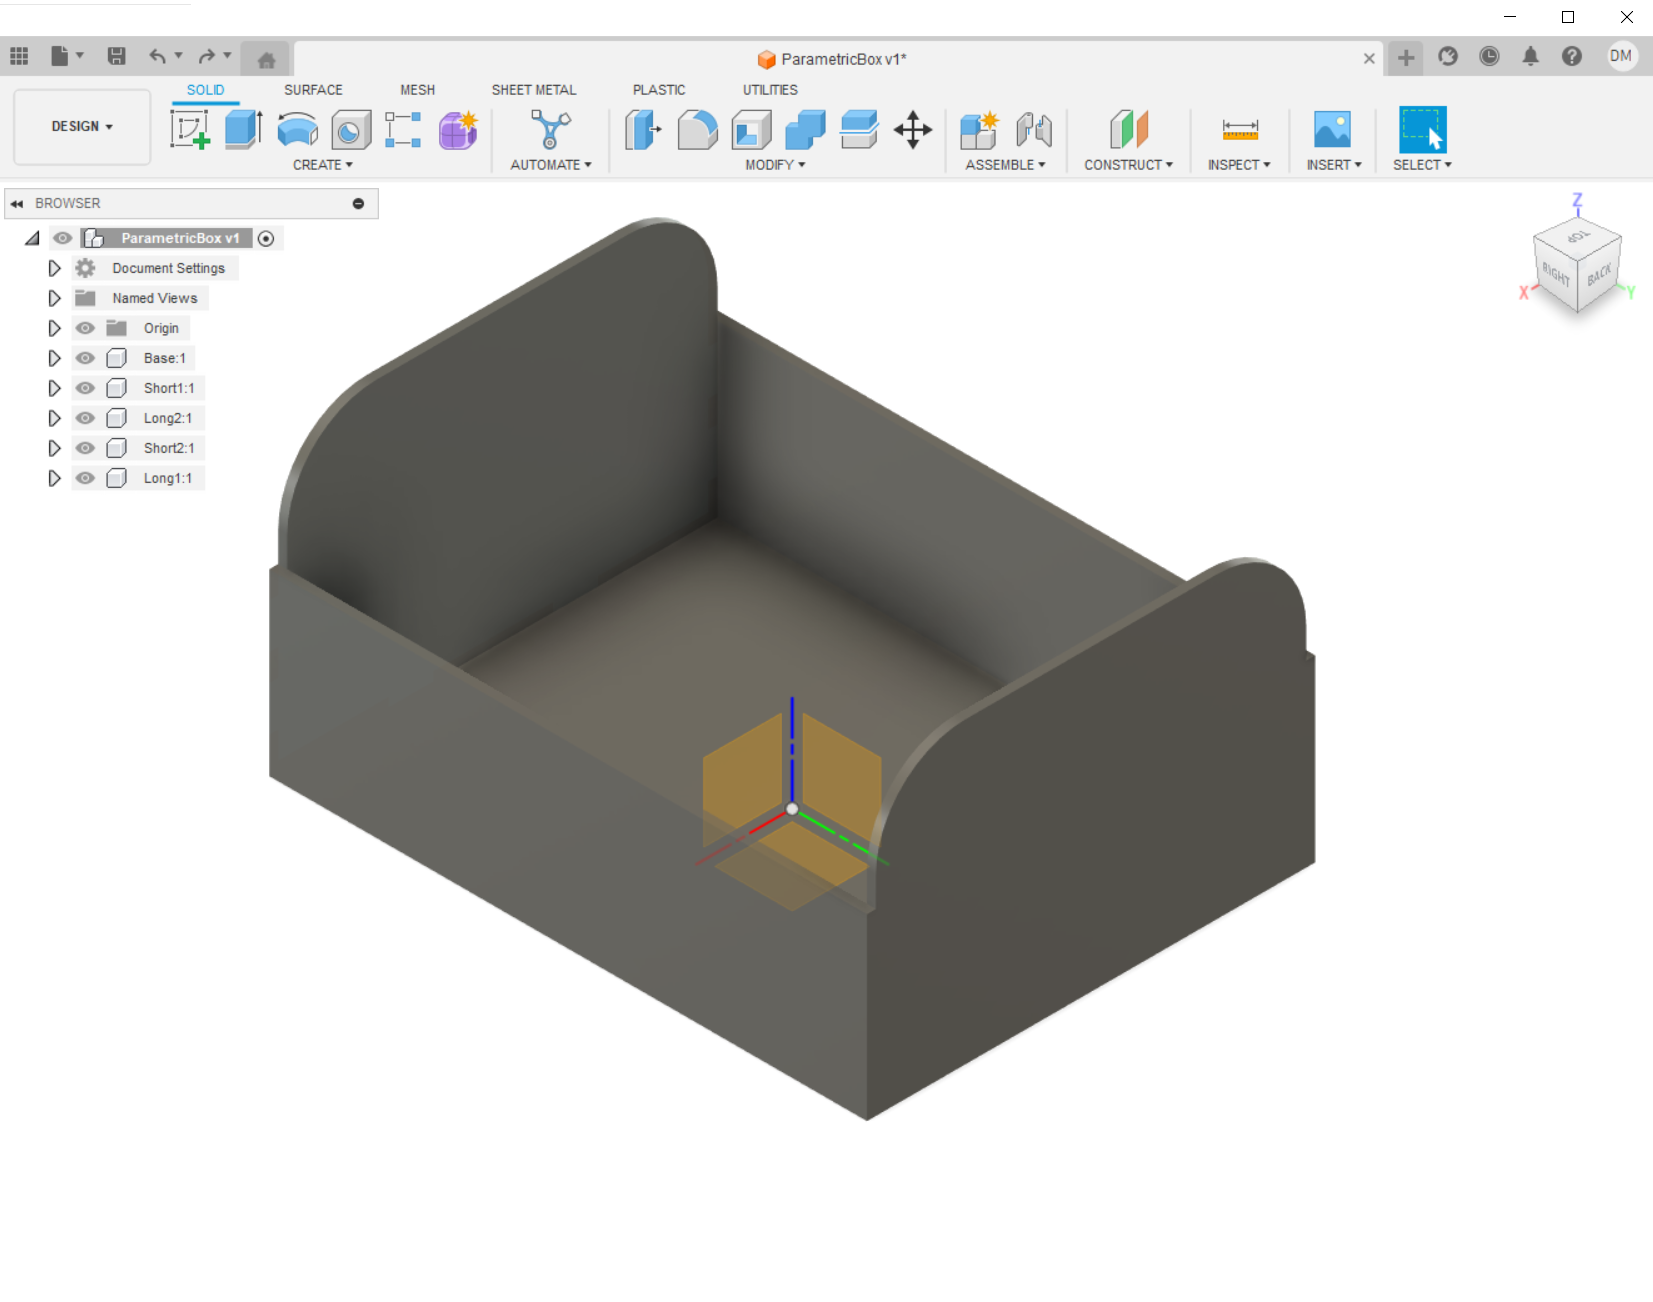 ParametricBox v1*
DM
SOLID SURFACE MESH SHEET METAL PLASTIC UTILITIES
DESIGN
CREATE AUTOMATE MODIFY ASSEMBLE CONSTRUCT INSPECT INSERT SELECT
BROWSER
ParametricBox v1
Document Settings
Named Views
Origin
Base:1
Short1:1
Long2:1
Short2:1
Long1:1
Z
TOP
RIGHT BACK
X Y